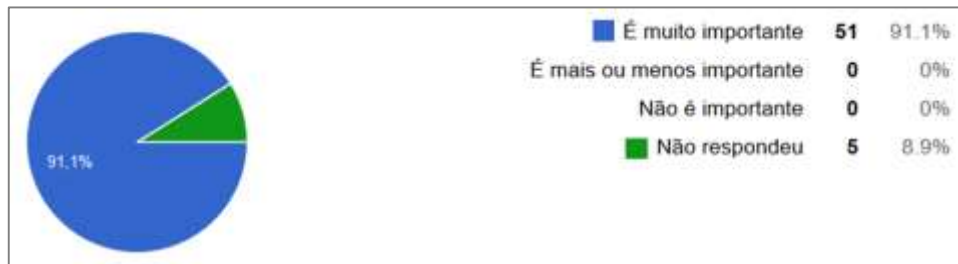 É muito importante 51 91.1%
É mais ou menos importante 0 0%
Não é importante 0 0%
Não respondeu 5 8.9%
91,1%